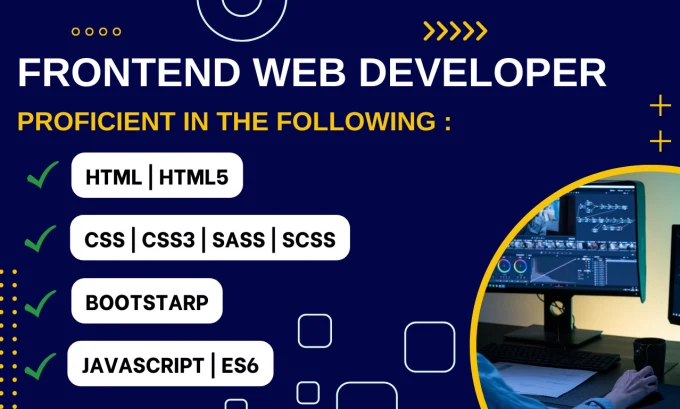 FRONTEND WEB DEVELOPER
PROFICIENT IN THE FOLLOWING :
HTML | HTML5
CSS | CSS3 | SASS | SCSS
BOOTSTARP
JAVASCRIPT | ES6